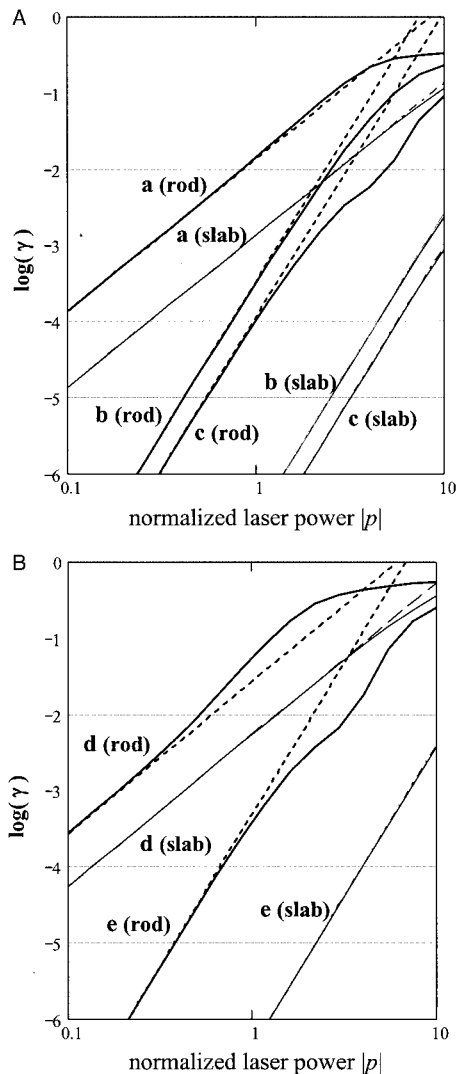 A
0
-1
-2
-3
-4
-5
-6
log(γ)
a (rod)
a (slab)
b (rod)
c (rod)
b (slab)
c (slab)
0.1
1
10
normalized laser power |p|
B
0
-1
-2
-3
-4
-5
-6
log(γ)
d (rod)
d (slab)
e (rod)
e (slab)
0.1
1
10
normalized laser power |p|